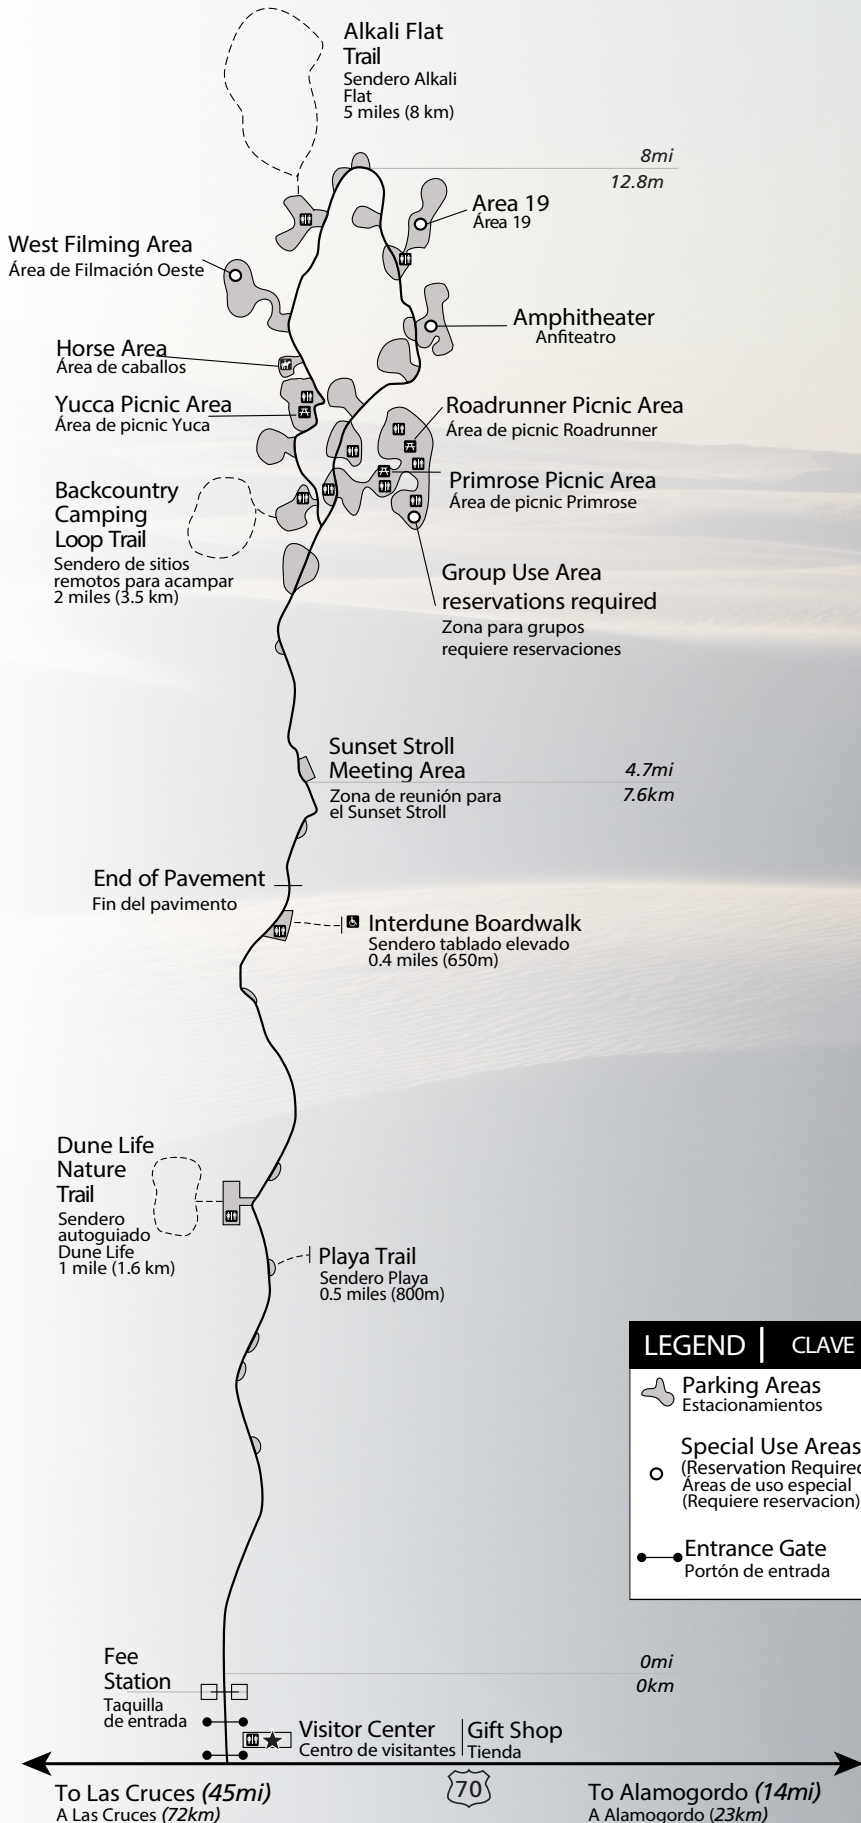 Alkali Flat
Trail
Sendero Alkali
Flat
5 miles (8 km)
8mi
12.8m
Area 19
Área 19
West Filming Area
Área de Filmación Oeste
Amphitheater
Anfiteatro
Horse Area
Área de caballos
Yucca Picnic Area
Área de picnic Yuca
Roadrunner Picnic Area
Área de picnic Roadrunner
Primrose Picnic Area
Área de picnic Primrose
Backcountry
Camping
Loop Trail
Sendero de sitios
remotos para acampar
2 miles (3.5 km)
Group Use Area
reservations required
Zona para grupos
requiere reservaciones
Sunset Stroll
Meeting Area
Zona de reunión para
el Sunset Stroll
4.7mi
7.6km
End of Pavement
Fin del pavimento
Interdune Boardwalk
Sendero tablado elevado
0.4 miles (650m)
Dune Life
Nature
Trail
Sendero
autoguiado
Dune Life
1 mile (1.6 km)
Playa Trail
Sendero Playa
0.5 miles (800m)
LEGEND | CLAVE
Parking Areas
Estacionamientos
Special Use Areas
(Reservation Required
Áreas de uso especial
(Requiere reservacion)
Entrance Gate
Portón de entrada
Fee
Station
Taquilla
de entrada
0mi
0km
Visitor Center
Centro de visitantes
Gift Shop
Tienda
70
To Las Cruces (45mi)
A Las Cruces (72km)
To Alamogordo (14mi)
A Alamogordo (23km)